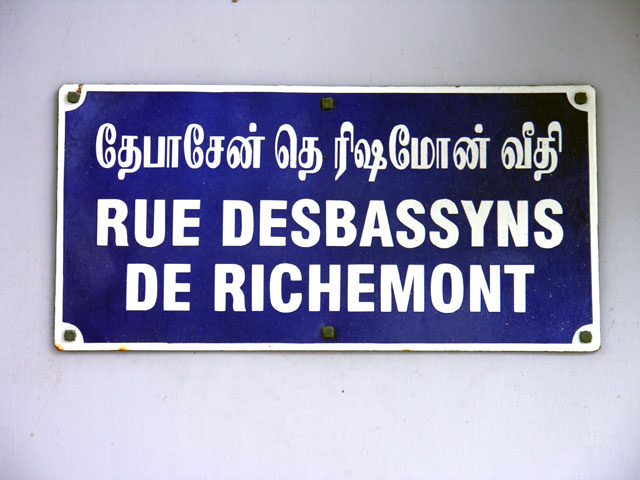 தேபாசேன் தெ ரிஷமோன் வீதி
RUE DESBASSYNS
DE RICHEMONT